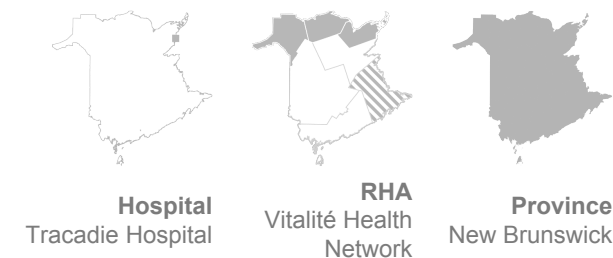 Hospital
Tracadie Hospital
RHA
Vitalité Health
Network
Province
New Brunswick